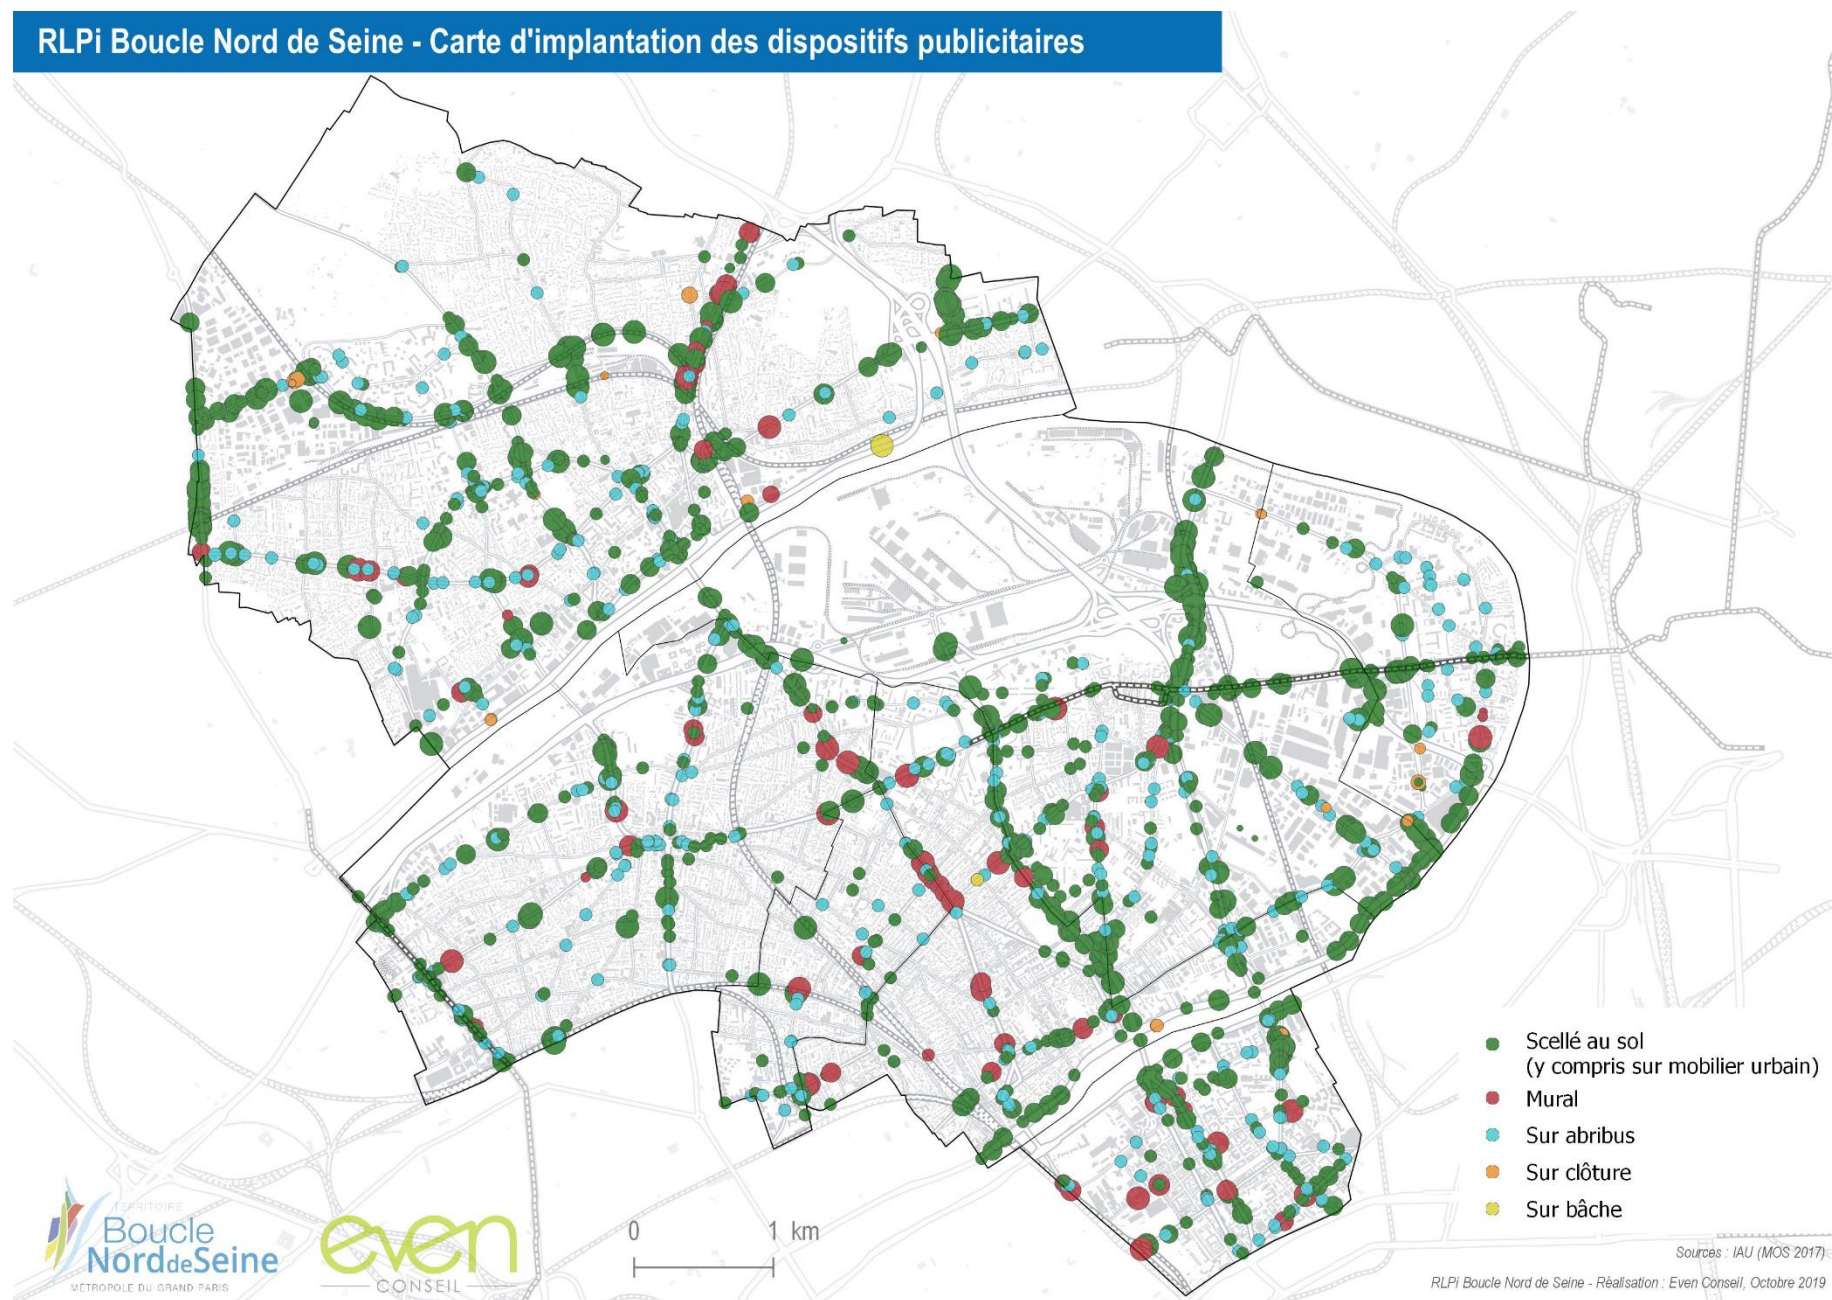 RLPi Boucle Nord de Seine - Carte d'implantation des dispositifs publicitaires
Scellé au sol
(y compris sur mobilier urbain)
Mural
Sur abribus
Sur clôture
Sur bâche
TERRITOIRE
Boucle
NorddeSeine
MÉTROPOLE DU GRAND PARIS
even
CONSEIL
0 1 km
Sources : IAU (MOS 2017)
RLPi Boucle Nord de Seine - Réalisation : Even Conseil, Octobre 2019